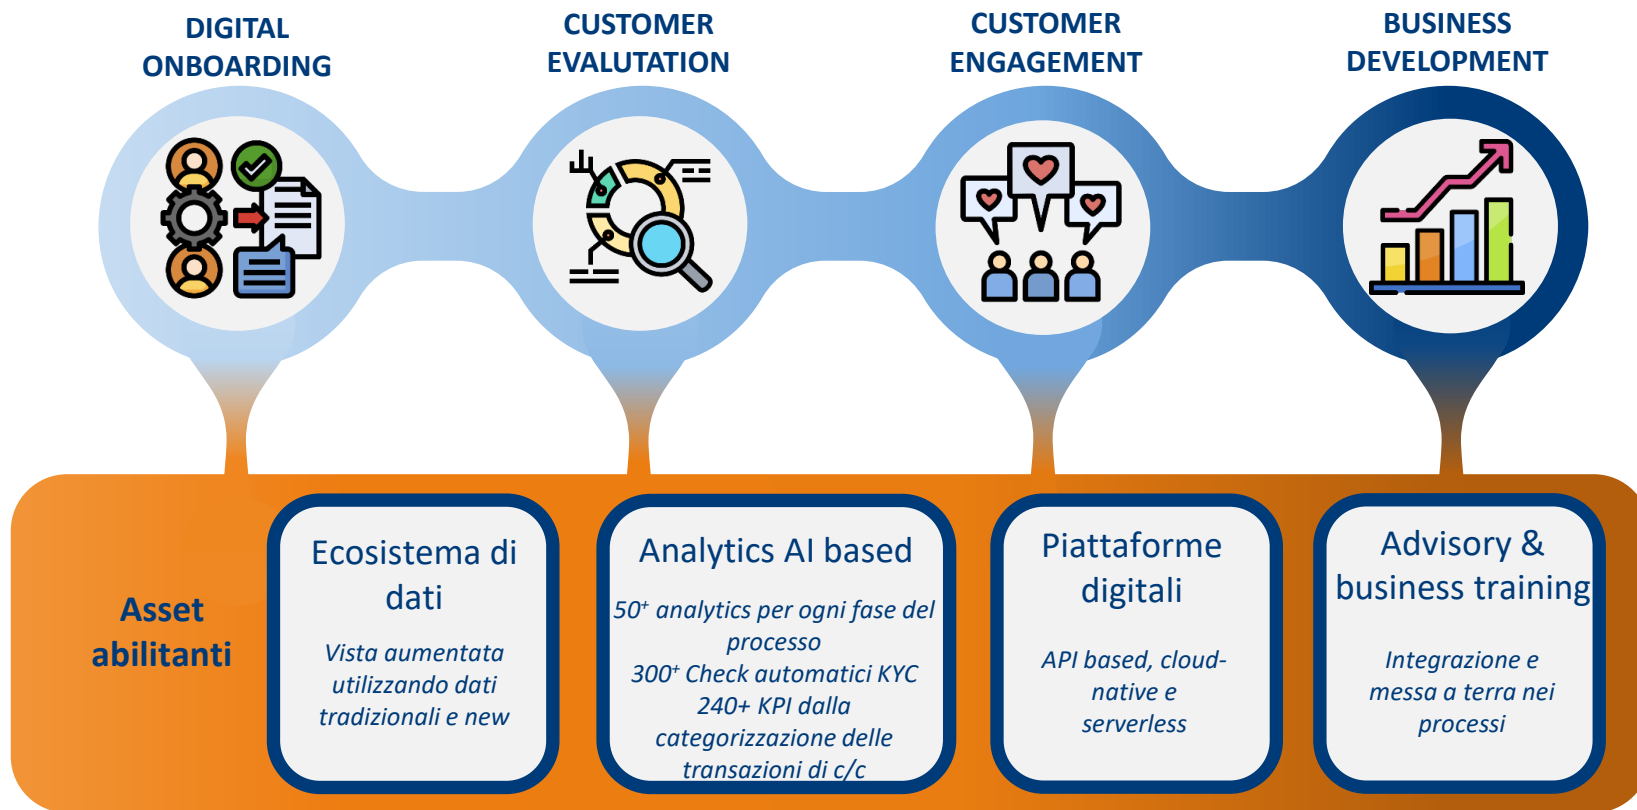 DIGITAL
ONBOARDING
CUSTOMER
EVALUTATION
CUSTOMER
ENGAGEMENT
BUSINESS
DEVELOPMENT
Asset
abilitanti
Ecosistema di
dati
Vista aumentata
utilizzando dati
tradizionali e new
Analytics AI based
50⁺ analytics per ogni fase del
processo
300⁺ Check automatici KYC
240+ KPI dalla
categorizzazione delle
transazioni di c/c
Piattaforme
digitali
API based, cloud-
native e
serverless
Advisory &
business training
Integrazione e
messa a terra nei
processi